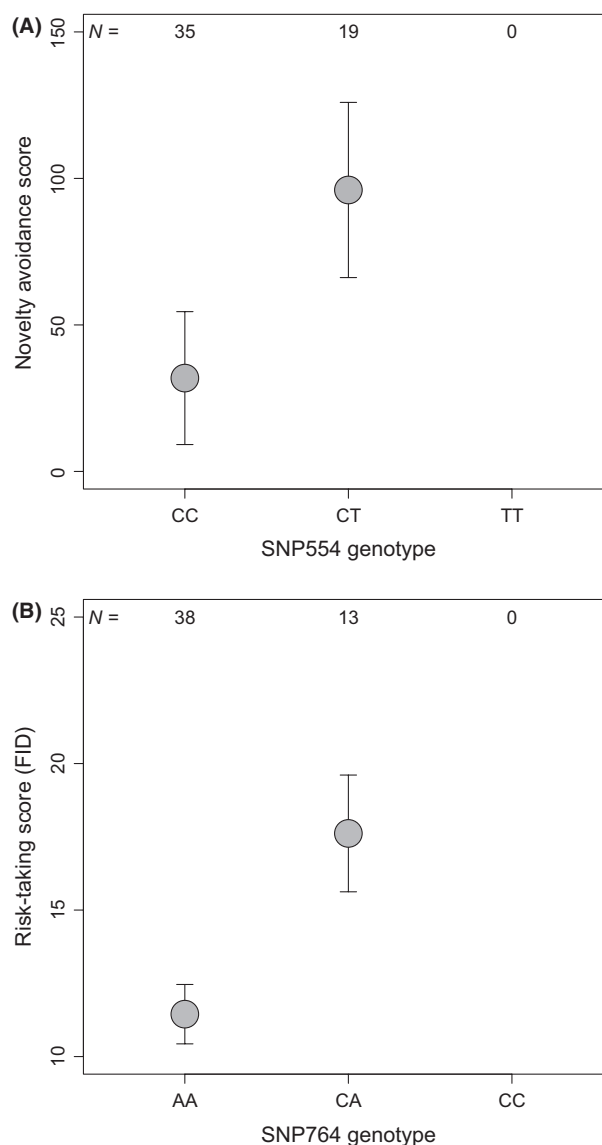 (A)
N = 35 19 0
150
100
50
0
Novelty avoidance score
CC CT TT
SNP554 genotype
(B)
N = 38 13 0
25
20
15
10
Risk-taking score (FID)
AA CA CC
SNP764 genotype